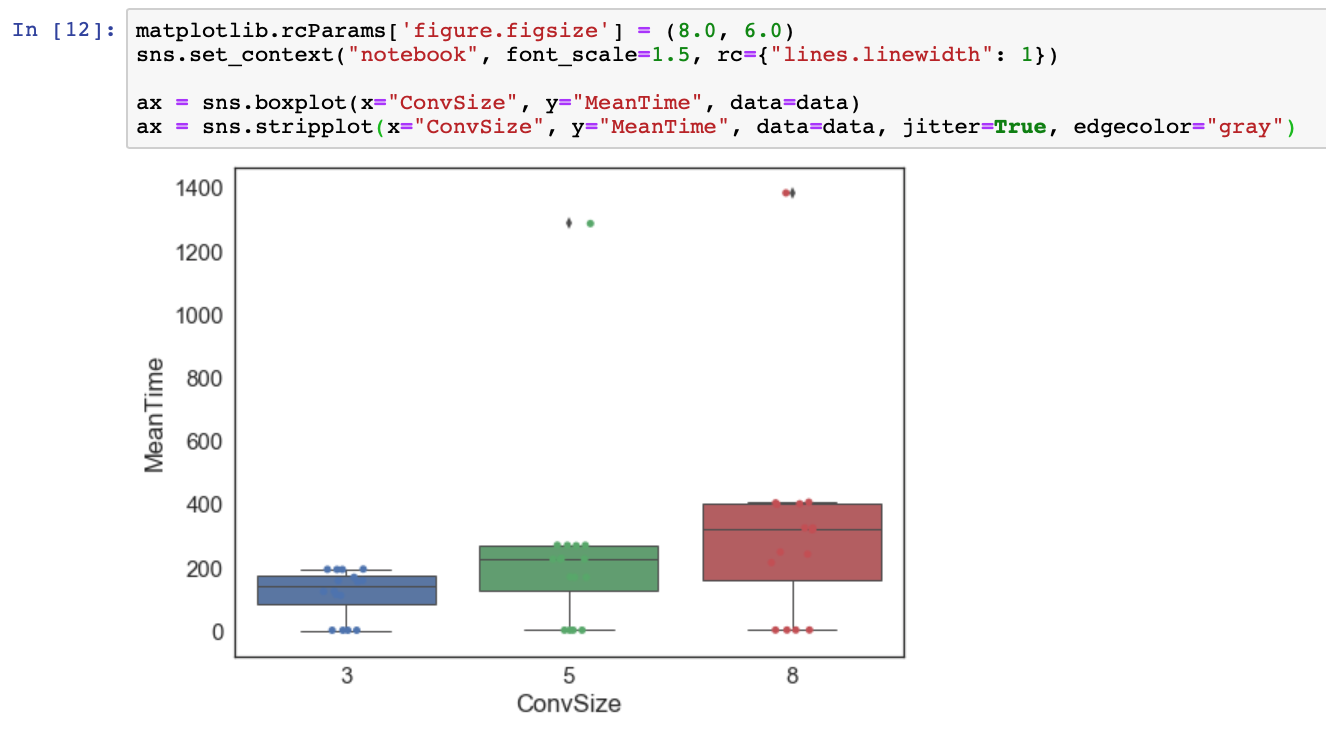 In [12]: matplotlib.rcParams['figure.figsize'] = (8.0, 6.0)
sns.set_context("notebook", font_scale=1.5, rc={"lines.linewidth": 1})
ax = sns.boxplot(x="ConvSize", y="MeanTime", data=data)
ax = sns.stripplot(x="ConvSize", y="MeanTime", data=data, jitter=True, edgecolor="gray")
1400
1200
1000
800
600
400
200
0
MeanTime
3 5 8
ConvSize